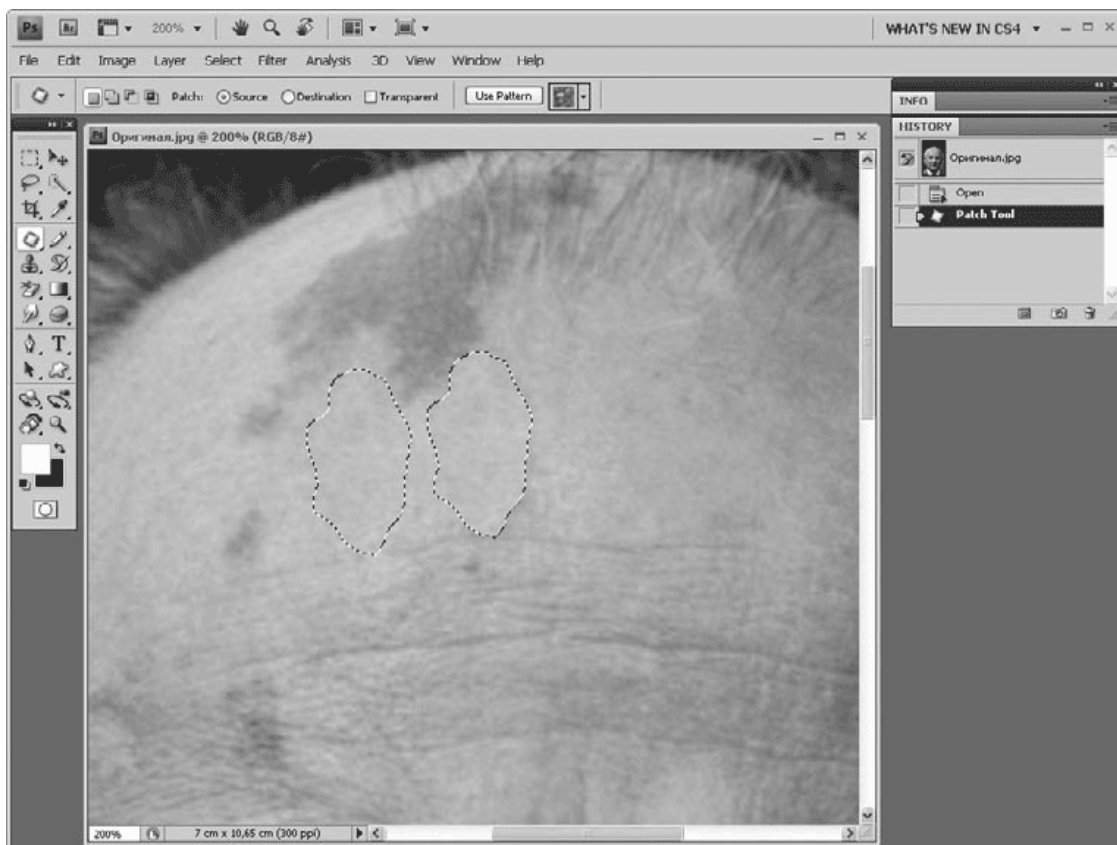 Ps Br 200% WHAT'S NEW IN CS4
File Edit Image Layer Select Filter Analysis 3D View Window Help
Patch: Source Destination Transparent Use Pattern
INFO
HISTORY
Оригинал.jpg
Open
Patch Tool
Ps Оригинал.jpg @ 200% (RGB/8#)
T
200% 7 cm x 10,65 cm (300 ppi)